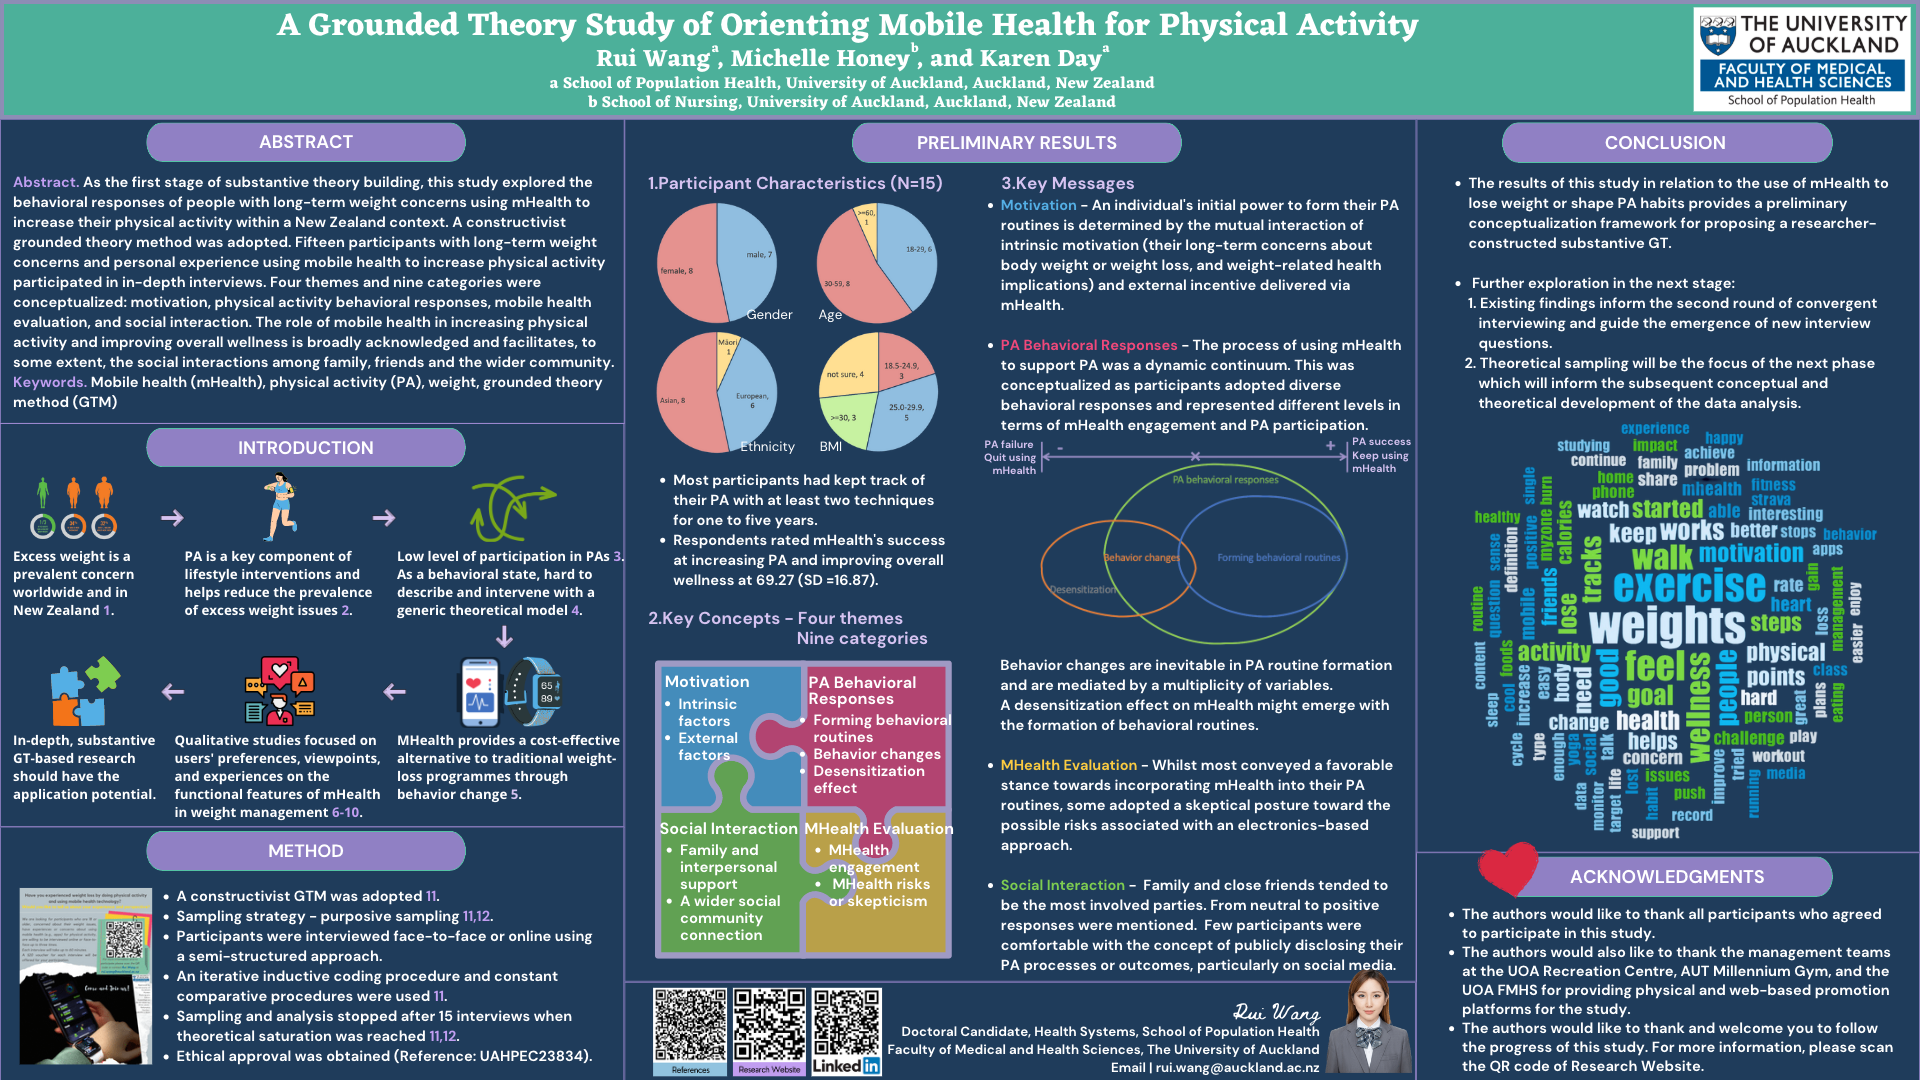 A Grounded Theory Study of Orienting Mobile Health for Physical Activity
Rui Wang a, Michelle Honey b, and Karen Day a
a School of Population Health, University of Auckland, Auckland, New Zealand
b School of Nursing, University of Auckland, Auckland, New Zealand
THE UNIVERSITY
OF AUCKLAND
FACULTY OF MEDICAL
AND HEALTH SCIENCES
School of Population Health
ABSTRACT
Abstract. As the first stage of substantive theory building, this study explored the
behavioral responses of people with long-term weight concerns using mHealth to
increase their physical activity within a New Zealand context. A constructivist
grounded theory method was adopted. Fifteen participants with long-term weight
concerns and personal experience using mobile health to increase physical activity
participated in in-depth interviews. Four themes and nine categories were
conceptualized: motivation, physical activity behavioral responses, mobile health
evaluation, and social interaction. The role of mobile health in increasing physical
activity and improving overall wellness is broadly acknowledged and facilitates, to
some extent, the social interactions among family, friends and the wider community.
Keywords. Mobile health (mHealth), physical activity (PA), weight, grounded theory
method (GTM)
INTRODUCTION
Excess weight is a
prevalent concern
worldwide and in
New Zealand 1.
PA is a key component of
lifestyle interventions and
helps reduce the prevalence
of excess weight issues 2.
Low level of participation in PAs 3.
As a behavioral state, hard to
describe and intervene with a
generic theoretical model 4.
65
89
In-depth, substantive
GT-based research
should have the
application potential.
Qualitative studies focused on
users' preferences, viewpoints,
and experiences on the
functional features of mHealth
in weight management 6-10.
MHealth provides a cost-effective
alternative to traditional weight-
loss programmes through
behavior change 5.
METHOD
Have you experienced weight loss by doing physical activity
and using mobile health technology?
Come and Join us!
• A constructivist GTM was adopted 11.
• Sampling strategy - purposive sampling 11,12.
• Participants were interviewed face-to-face or online using
a semi-structured approach.
• An iterative inductive coding procedure and constant
comparative procedures were used 11.
• Sampling and analysis stopped after 15 interviews when
theoretical saturation was reached 11,12.
• Ethical approval was obtained (Reference: UAHPEC23834).
PRELIMINARY RESULTS
1.Participant Characteristics (N=15)
male, 7
female, 8
Gender
>=60,
1
18-29, 6
30-59, 8
Age
Māori
1
European,
6
Asian, 8
Ethnicity
not sure, 4
18.5-24.9,
3
>=30, 3
25.0-29.9,
5
BMI
• Most participants had kept track of
their PA with at least two techniques
for one to five years.
• Respondents rated mHealth's success
at increasing PA and improving overall
wellness at 69.27 (SD =16.87).
2.Key Concepts - Four themes
Nine categories
Motivation
• Intrinsic
factors
• External
factors
PA Behavioral
Responses
• Forming behavioral
routines
• Behavior changes
• Desensitization
effect
Social Interaction
• Family and
interpersonal
support
• A wider social
community
connection
MHealth Evaluation
• MHealth
engagement
• MHealth risks
or skepticism
3.Key Messages
• Motivation - An individual's initial power to form their PA
routines is determined by the mutual interaction of
intrinsic motivation (their long-term concerns about
body weight or weight loss, and weight-related health
implications) and external incentive delivered via
mHealth.
• PA Behavioral Responses - The process of using mHealth
to support PA was a dynamic continuum. This was
conceptualized as participants adopted diverse
behavioral responses and represented different levels in
terms of mHealth engagement and PA participation.
PA failure
Quit using
mHealth
-
+
PA success
Keep using
mHealth
PA behavioral responses
Behavior changes
Forming behavioral routines
Desensitization
Behavior changes are inevitable in PA routine formation
and are mediated by a multiplicity of variables.
A desensitization effect on mHealth might emerge with
the formation of behavioral routines.
• MHealth Evaluation - Whilst most conveyed a favorable
stance towards incorporating mHealth into their PA
routines, some adopted a skeptical posture toward the
possible risks associated with an electronics-based
approach.
• Social Interaction - Family and close friends tended to
be the most involved parties. From neutral to positive
responses were mentioned. Few participants were
comfortable with the concept of publicly disclosing their
PA processes or outcomes, particularly on social media.
References
Research Website
Linked in
Rui Wang
Doctoral Candidate, Health Systems, School of Population Health
Faculty of Medical and Health Sciences, The University of Auckland
Email | rui.wang@auckland.ac.nz
CONCLUSION
• The results of this study in relation to the use of mHealth to
lose weight or shape PA habits provides a preliminary
conceptualization framework for proposing a researcher-
constructed substantive GT.
• Further exploration in the next stage:
1. Existing findings inform the second round of convergent
interviewing and guide the emergence of new interview
questions.
2. Theoretical sampling will be the focus of the next phase
which will inform the subsequent conceptual and
theoretical development of the data analysis.
experience
studying impact happy
continue family achieve
problem information
home share
phone mhealth fitness
strava
single
burn
healthy
watch started able interesting
keep works better stops behavior
positive
myzone
calories
sense
definition
tracks
walk motivation apps
exercise rate gain
heart
weights steps
loss
management
enjoy
easier
routine
question
mobile
friends
lose
activity
physical
class
content
foods
easy
body
need
good
feel
goal
wellness
people
points
hard
great
plans
eating
sleep
cool
increase
change health person
helps challenge play
concern workout
cycle
type
enough
yoga
social
talk
issues
improve
tried
media
data
monitor
target
life
lost
habit
push
running
record
support
ACKNOWLEDGMENTS
• The authors would like to thank all participants who agreed
to participate in this study.
• The authors would also like to thank the management teams
at the UOA Recreation Centre, AUT Millennium Gym, and the
UOA FMHS for providing physical and web-based promotion
platforms for the study.
• The authors would like to thank and welcome you to follow
the progress of this study. For more information, please scan
the QR code of Research Website.